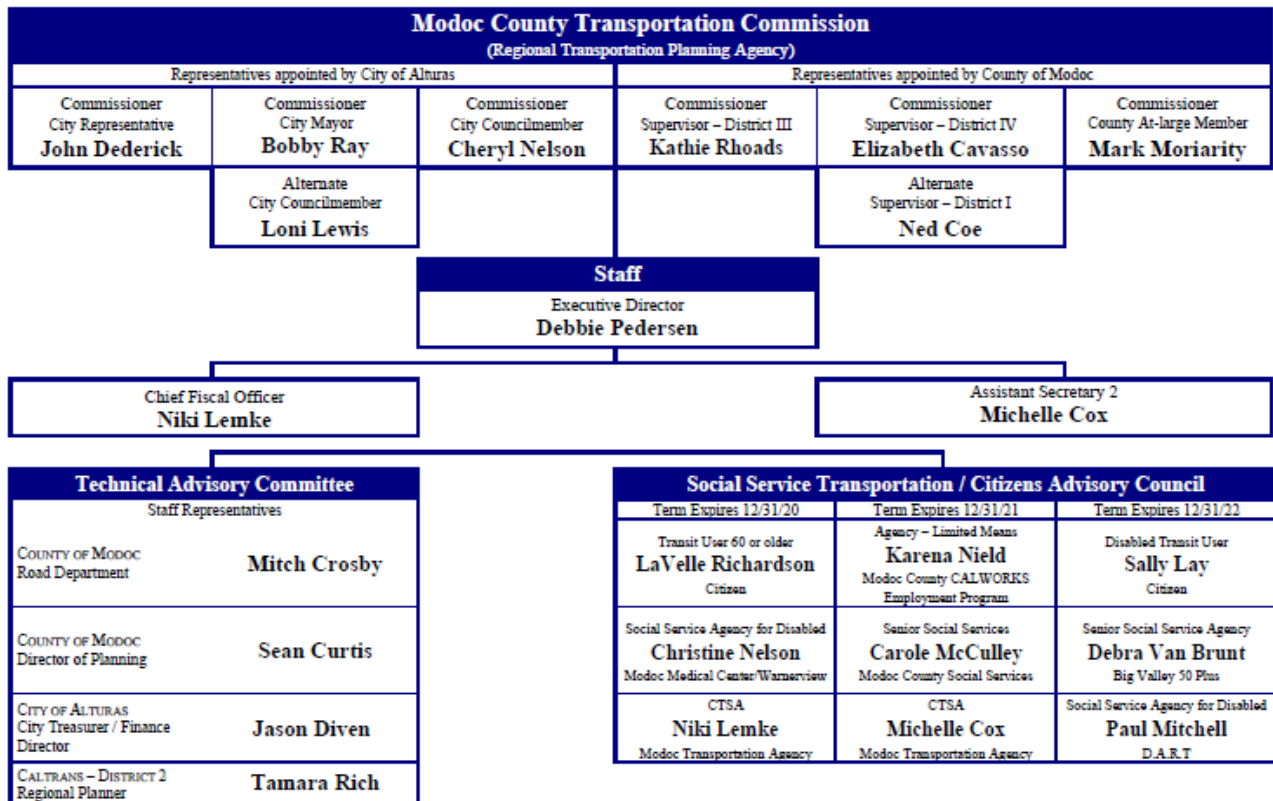 Modoc County Transportation Commission
(Regional Transportation Planning Agency)
Representatives appointed by City of Alturas
Representatives appointed by County of Modoc
Commissioner
City Representative
John Dederick
Commissioner
City Mayor
Bobby Ray
Commissioner
City Councilmember
Cheryl Nelson
Commissioner
Supervisor – District III
Kathie Rhoads
Commissioner
Supervisor – District IV
Elizabeth Cavasso
Commissioner
County At-large Member
Mark Moriarity
Alternate
City Councilmember
Loni Lewis
Alternate
Supervisor – District I
Ned Coe
Staff
Executive Director
Debbie Pedersen
Chief Fiscal Officer
Niki Lemke
Assistant Secretary 2
Michelle Cox
Technical Advisory Committee
Staff Representatives
COUNTY OF MODOC
Road Department
Mitch Crosby
COUNTY OF MODOC
Director of Planning
Sean Curtis
CITY OF ALTURAS
City Treasurer / Finance
Director
Jason Diven
CALTRANS – DISTRICT 2
Regional Planner
Tamara Rich
Social Service Transportation / Citizens Advisory Council
Term Expires 12/31/20
Term Expires 12/31/21
Term Expires 12/31/22
Transit User 60 or older
LaVelle Richardson
Citizen
Agency – Limited Means
Karena Nield
Modoc County CALWORKS
Employment Program
Disabled Transit User
Sally Lay
Citizen
Social Service Agency for Disabled
Christine Nelson
Modoc Medical Center/Warnerview
Senior Social Services
Carole McCulley
Modoc County Social Services
Senior Social Service Agency
Debra Van Brunt
Big Valley 50 Plus
CTSA
Niki Lemke
Modoc Transportation Agency
CTSA
Michelle Cox
Modoc Transportation Agency
Social Service Agency for Disabled
Paul Mitchell
D.A.R.T